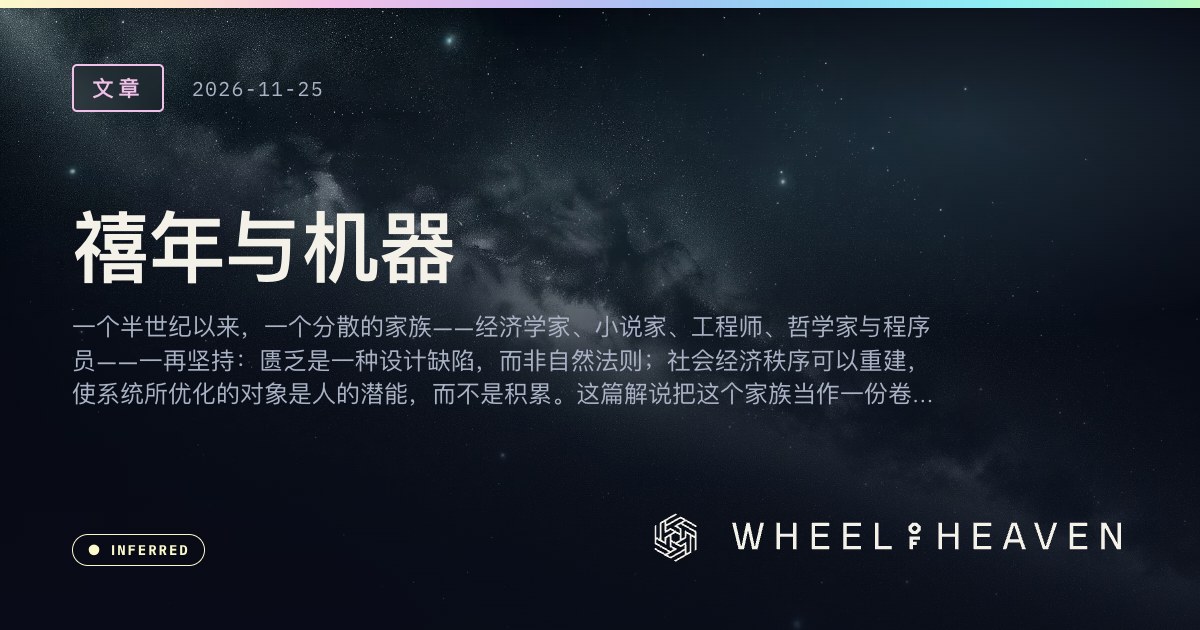 文章
2026-11-25
禧年与机器
一个半世纪以来，一个分散的家族——经济学家、小说家、工程师、哲学家与程序
员——一再坚持：匮乏是一种设计缺陷，而非自然法则；社会经济秩序可以重建，
使系统所优化的对象是人的潜能，而不是积累。这篇解说把这个家族当作一份卷…
INFERRED
WHEEL OF HEAVEN